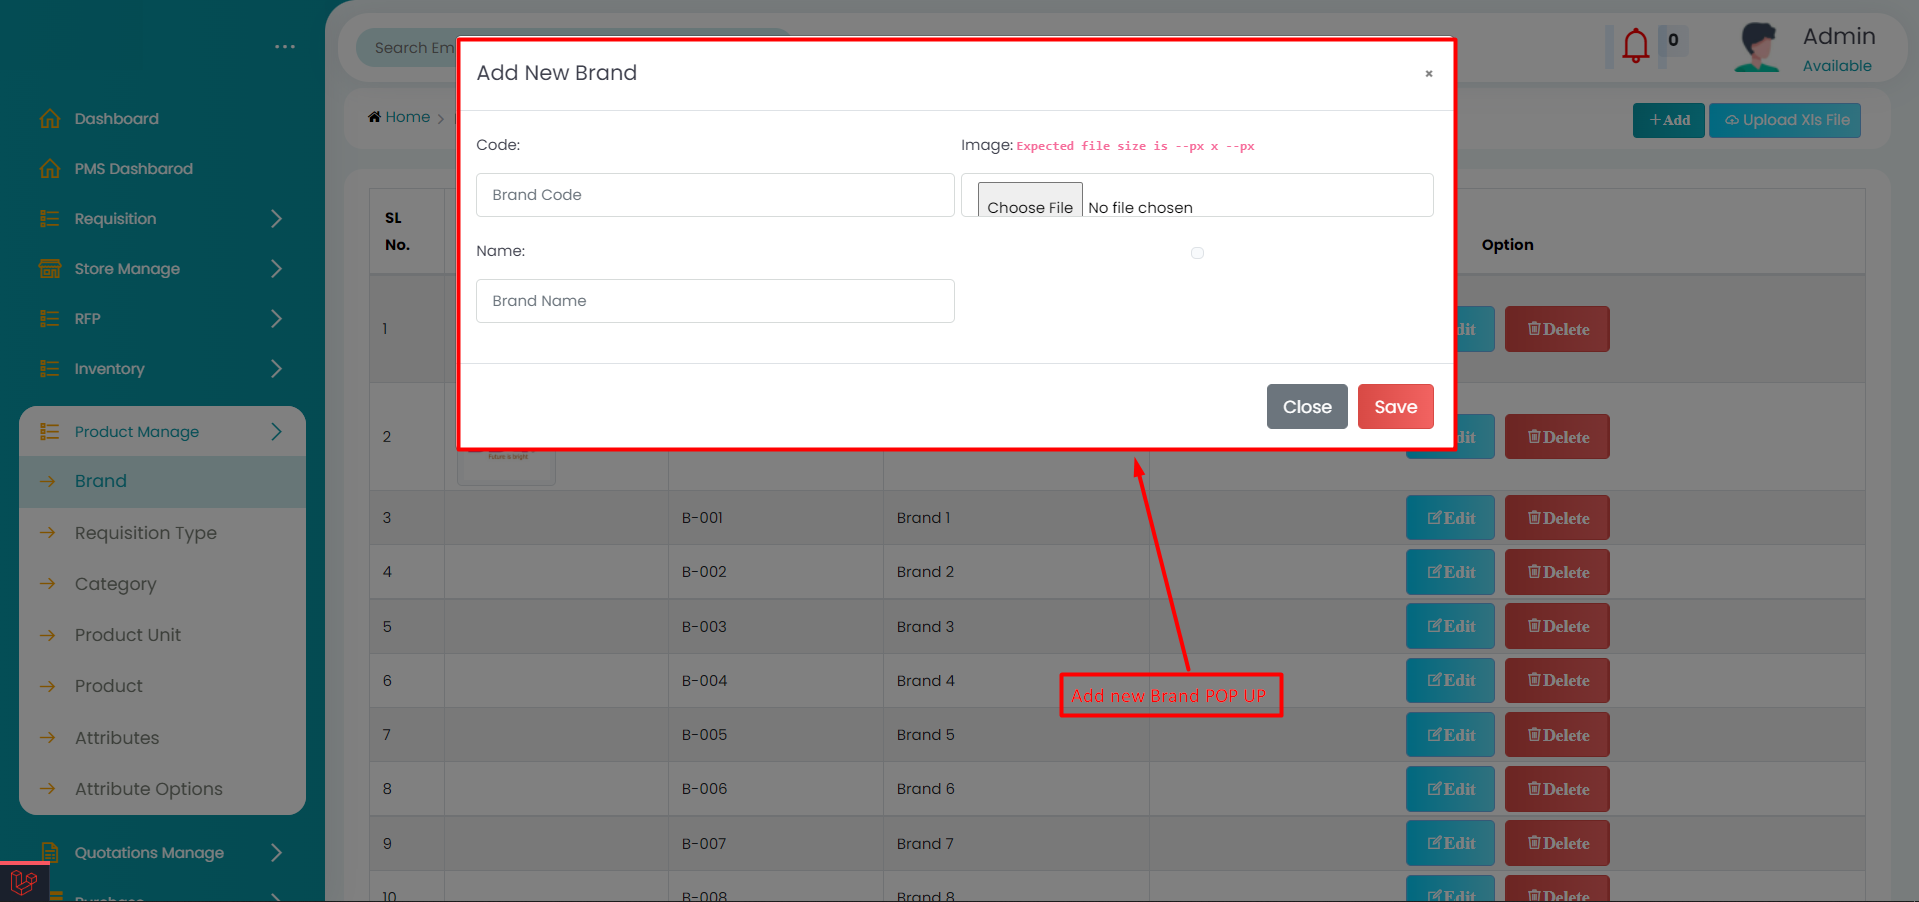 ...
Search Em
0
Admin
Available
Dashboard
PMS Dashbarod
Requisition
Store Manage
RFP
Inventory
Product Manage
Brand
Requisition Type
Category
Product Unit
Product
Attributes
Attribute Options
Quotations Manage
Purchase
Home >
+Add
Upload Xls File
Add New Brand
×
Code:
Image: Expected file size is --px x --px
Brand Code
Choose File No file chosen
Name:
Brand Name
Close
Save
SL
No.
Option
1 dit Delete
2 dit Delete
Future is bright
3 B-001 Brand 1 Edit Delete
4 B-002 Brand 2 Edit Delete
5 B-003 Brand 3 Edit Delete
6 B-004 Brand 4 Edit Delete
7 B-005 Brand 5 Edit Delete
8 B-006 Brand 6 Edit Delete
9 B-007 Brand 7 Edit Delete
10 B-008 Brand 8 Edit Delete
Add new Brand POP UP